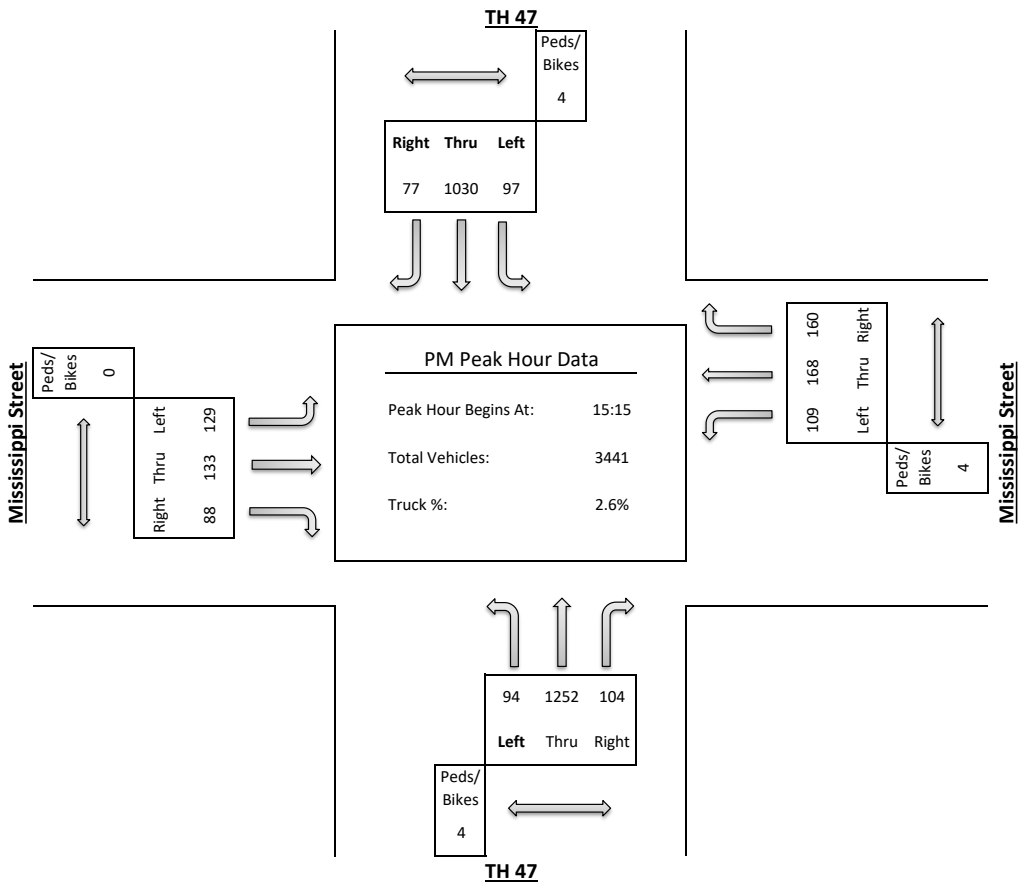 TH 47
Peds/
Bikes
4
Right Thru Left
77 1030 97
Mississippi Street
Peds/
Bikes
0
Left 129
Thru 133
Right 88
PM Peak Hour Data
Peak Hour Begins At: 15:15
Total Vehicles: 3441
Truck %: 2.6%
160 Right
168 Thru
109 Left
Peds/
Bikes
4
Mississippi Street
94 1252 104
Left Thru Right
Peds/
Bikes
4
TH 47